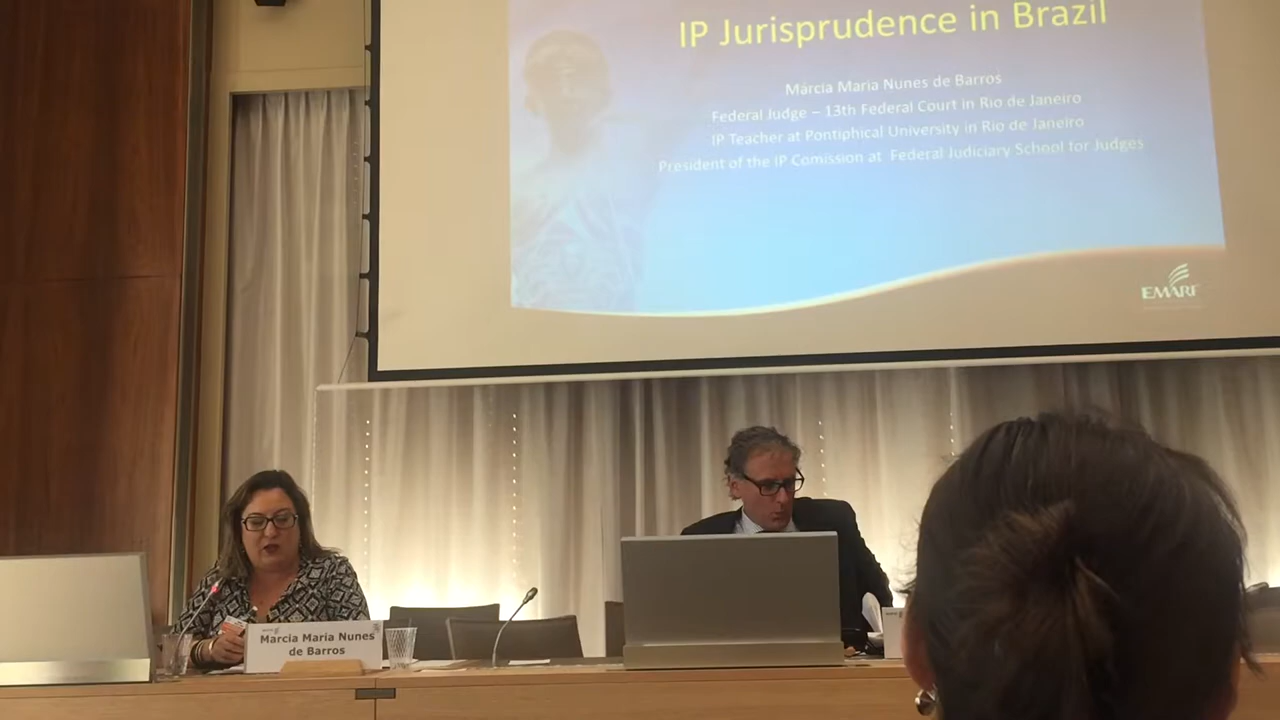 IP Jurisprudence in Brazil
Márcia Maria Nunes de Barros
Federal Judge – 13th Federal Court in Rio de Janeiro
IP Teacher at Pontiphical University in Rio de Janeiro
President of the IP Comission at Federal Judiciary School for Judges
EMARF
Marcia Maria Nunes
de Barros